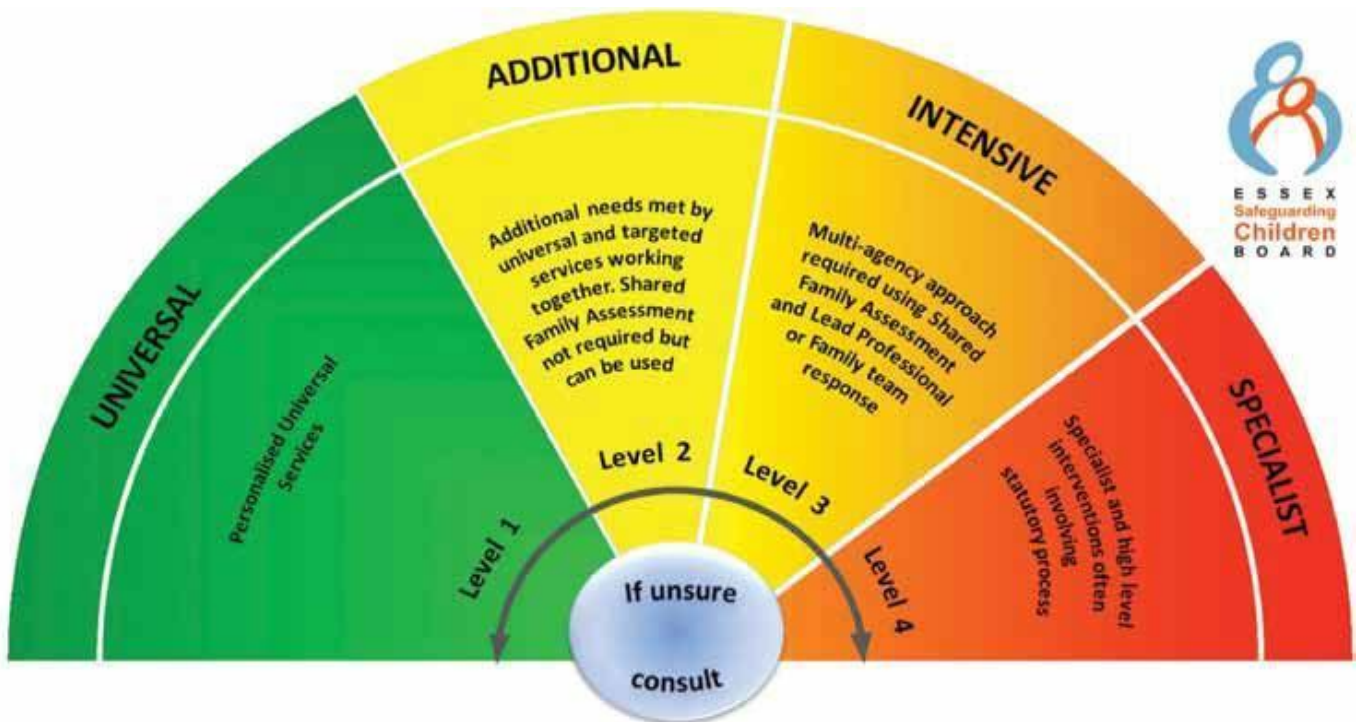 UNIVERSAL
Personalised Universal
Services
Level 1
ADDITIONAL
Additional needs met by
universal and targeted
services working
together. Shared
Family Assessment
not required but
can be used
Level 2
INTENSIVE
Multi-agency approach
required using Shared
Family Assessment
and Lead Professional
or Family team
response
Level 3
SPECIALIST
Specialist and high level
interventions often
involving
statutory process
Level 4
If unsure
consult
ESSEX
Safeguarding
Children
BOARD